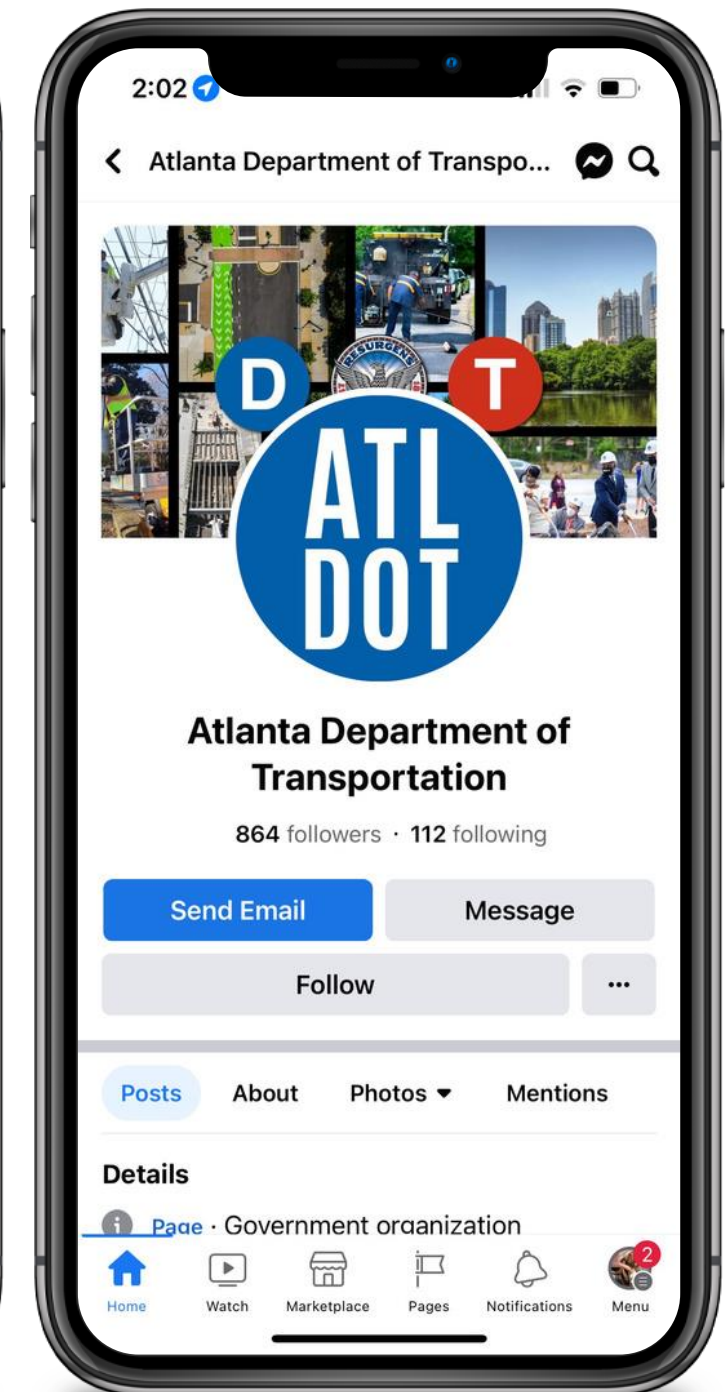 2:02
Atlanta Department of Transpo...
RESURGENS
D
T
ATL
DOT
Atlanta Department of
Transportation
864 followers · 112 following
Send Email
Message
Follow
...
Posts
About
Photos
Mentions
Details
Page · Government organization
2
Home
Watch
Marketplace
Pages
Notifications
Menu